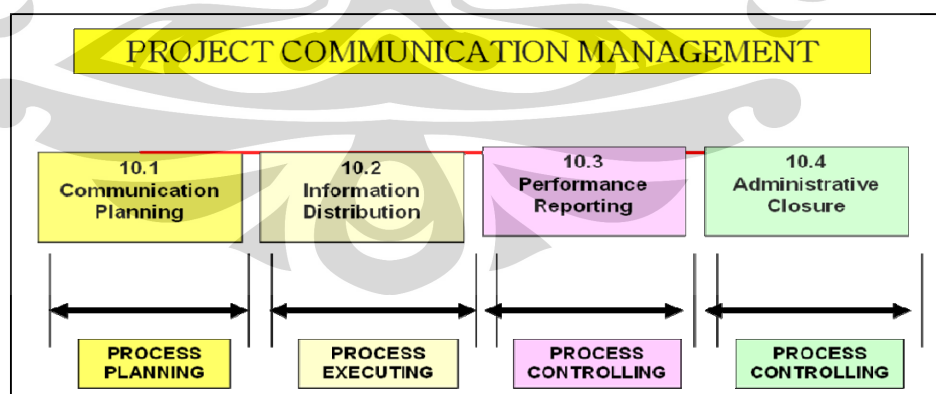 PROJECT COMMUNICATION MANAGEMENT
10.1
Communication
Planning
10.2
Information
Distribution
10.3
Performance
Reporting
10.4
Administrative
Closure
PROCESS
PLANNING
PROCESS
EXECUTING
PROCESS
CONTROLLING
PROCESS
CONTROLLING